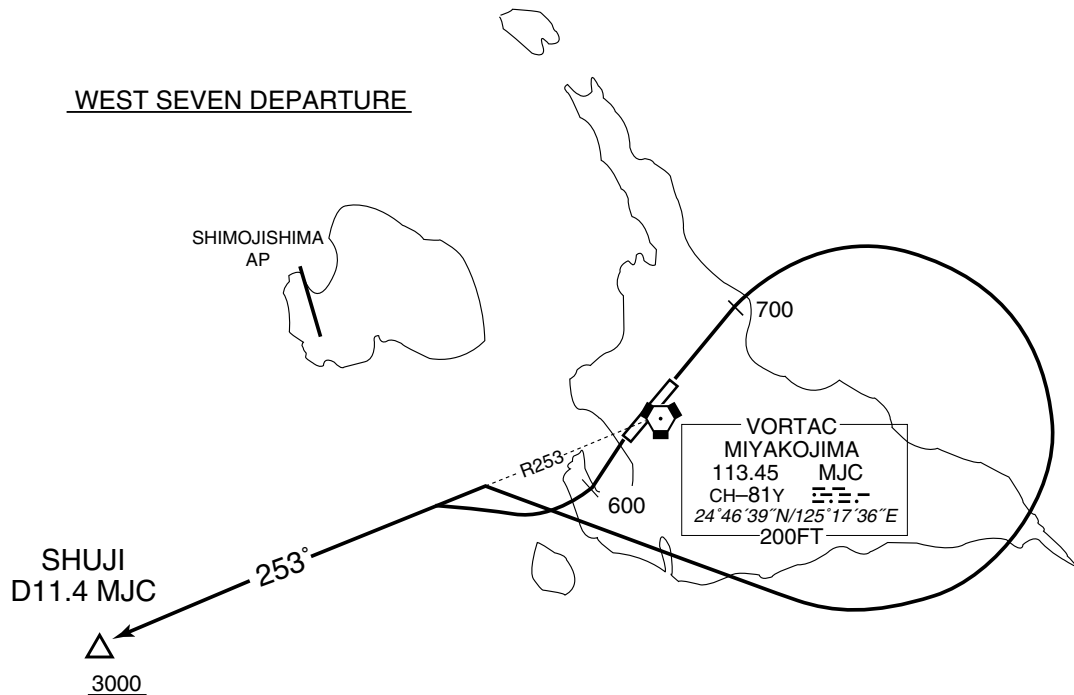 WEST SEVEN DEPARTURE
SHIMOJISHIMA
AP
700
R253
VORTAC
MIYAKOJIMA
113.45 MJC
CH–81Y
24°46´39˝N/125°17´36˝E
200FT
600
253°
SHUJI
D11.4 MJC
3000